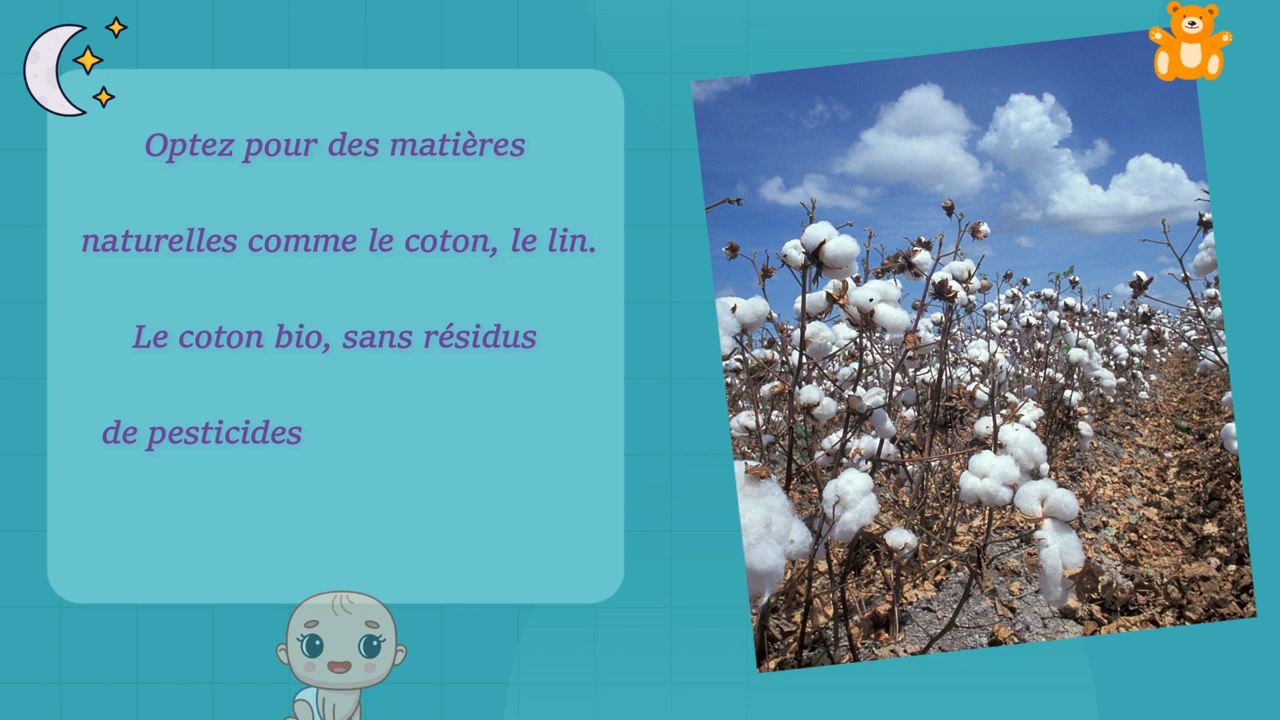 Optez pour des matières
naturelles comme le coton, le lin.
Le coton bio, sans résidus
de pesticides